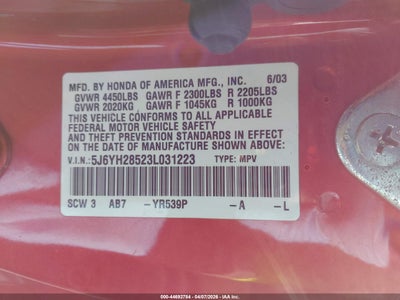 MFD. BY HONDA OF AMERICA MFG., INC. 6/03
GVWR 4450LBS GAWR F 2300LBS R 2205LBS
GVWR 2020KG GAWR F 1045KG R 1000KG
THIS VEHICLE CONFORMS TO ALL APPLICABLE
FEDERAL MOTOR VEHICLE SAFETY
AND THEFT PREVENTION STANDARDS IN EFFECT
ON THE DATE OF MANUFACTURE SHOWN ABOVE.
V.I.N.: 5J6YH28523L031223 TYPE: MPV
SCW 3 AB7 -YR539P -A -L
© 44692784 04/07/2026 - IAA, Inc.